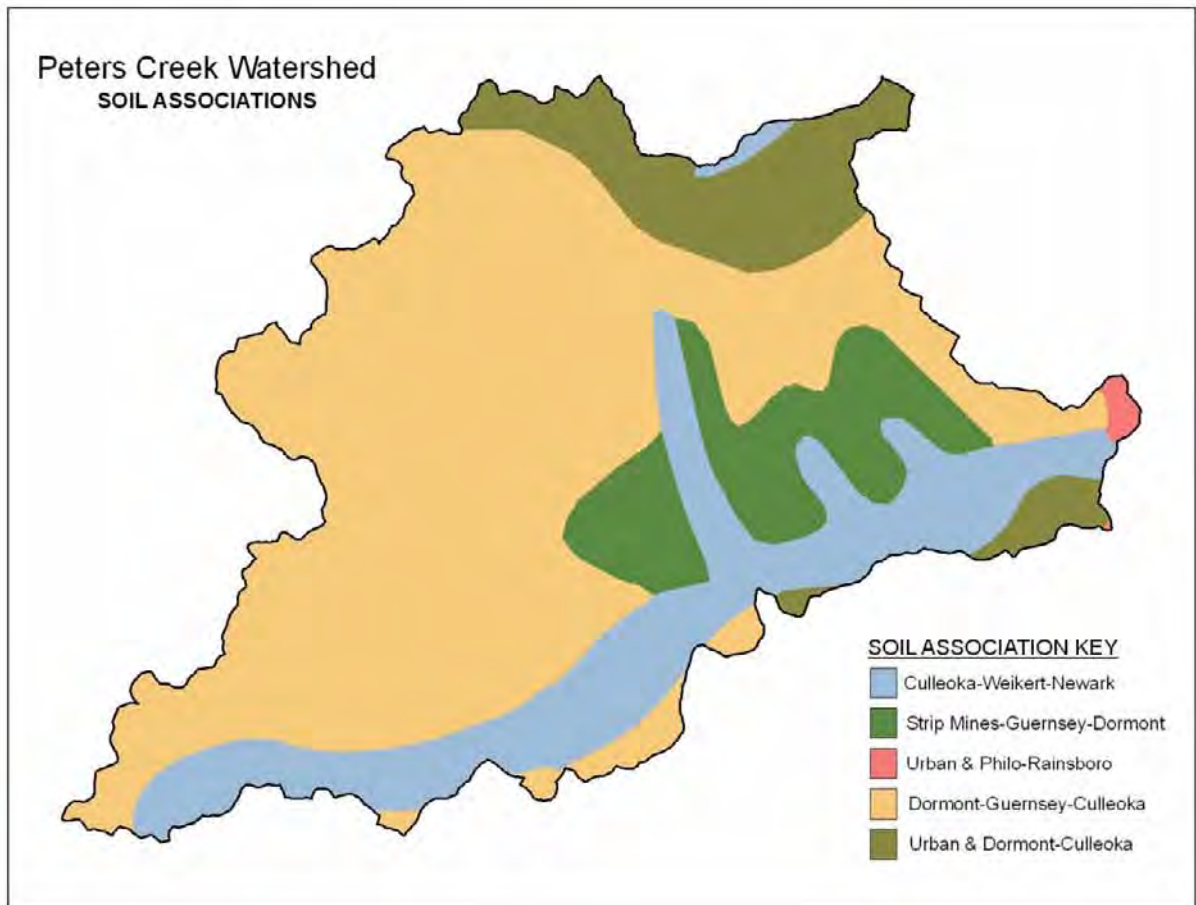 Peters Creek Watershed
SOIL ASSOCIATIONS
SOIL ASSOCIATION KEY
Culleoka-Weikert-Newark
Strip Mines-Guernsey-Dormont
Urban & Philo-Rainsboro
Dormont-Guernsey-Culleoka
Urban & Dormont-Culleoka